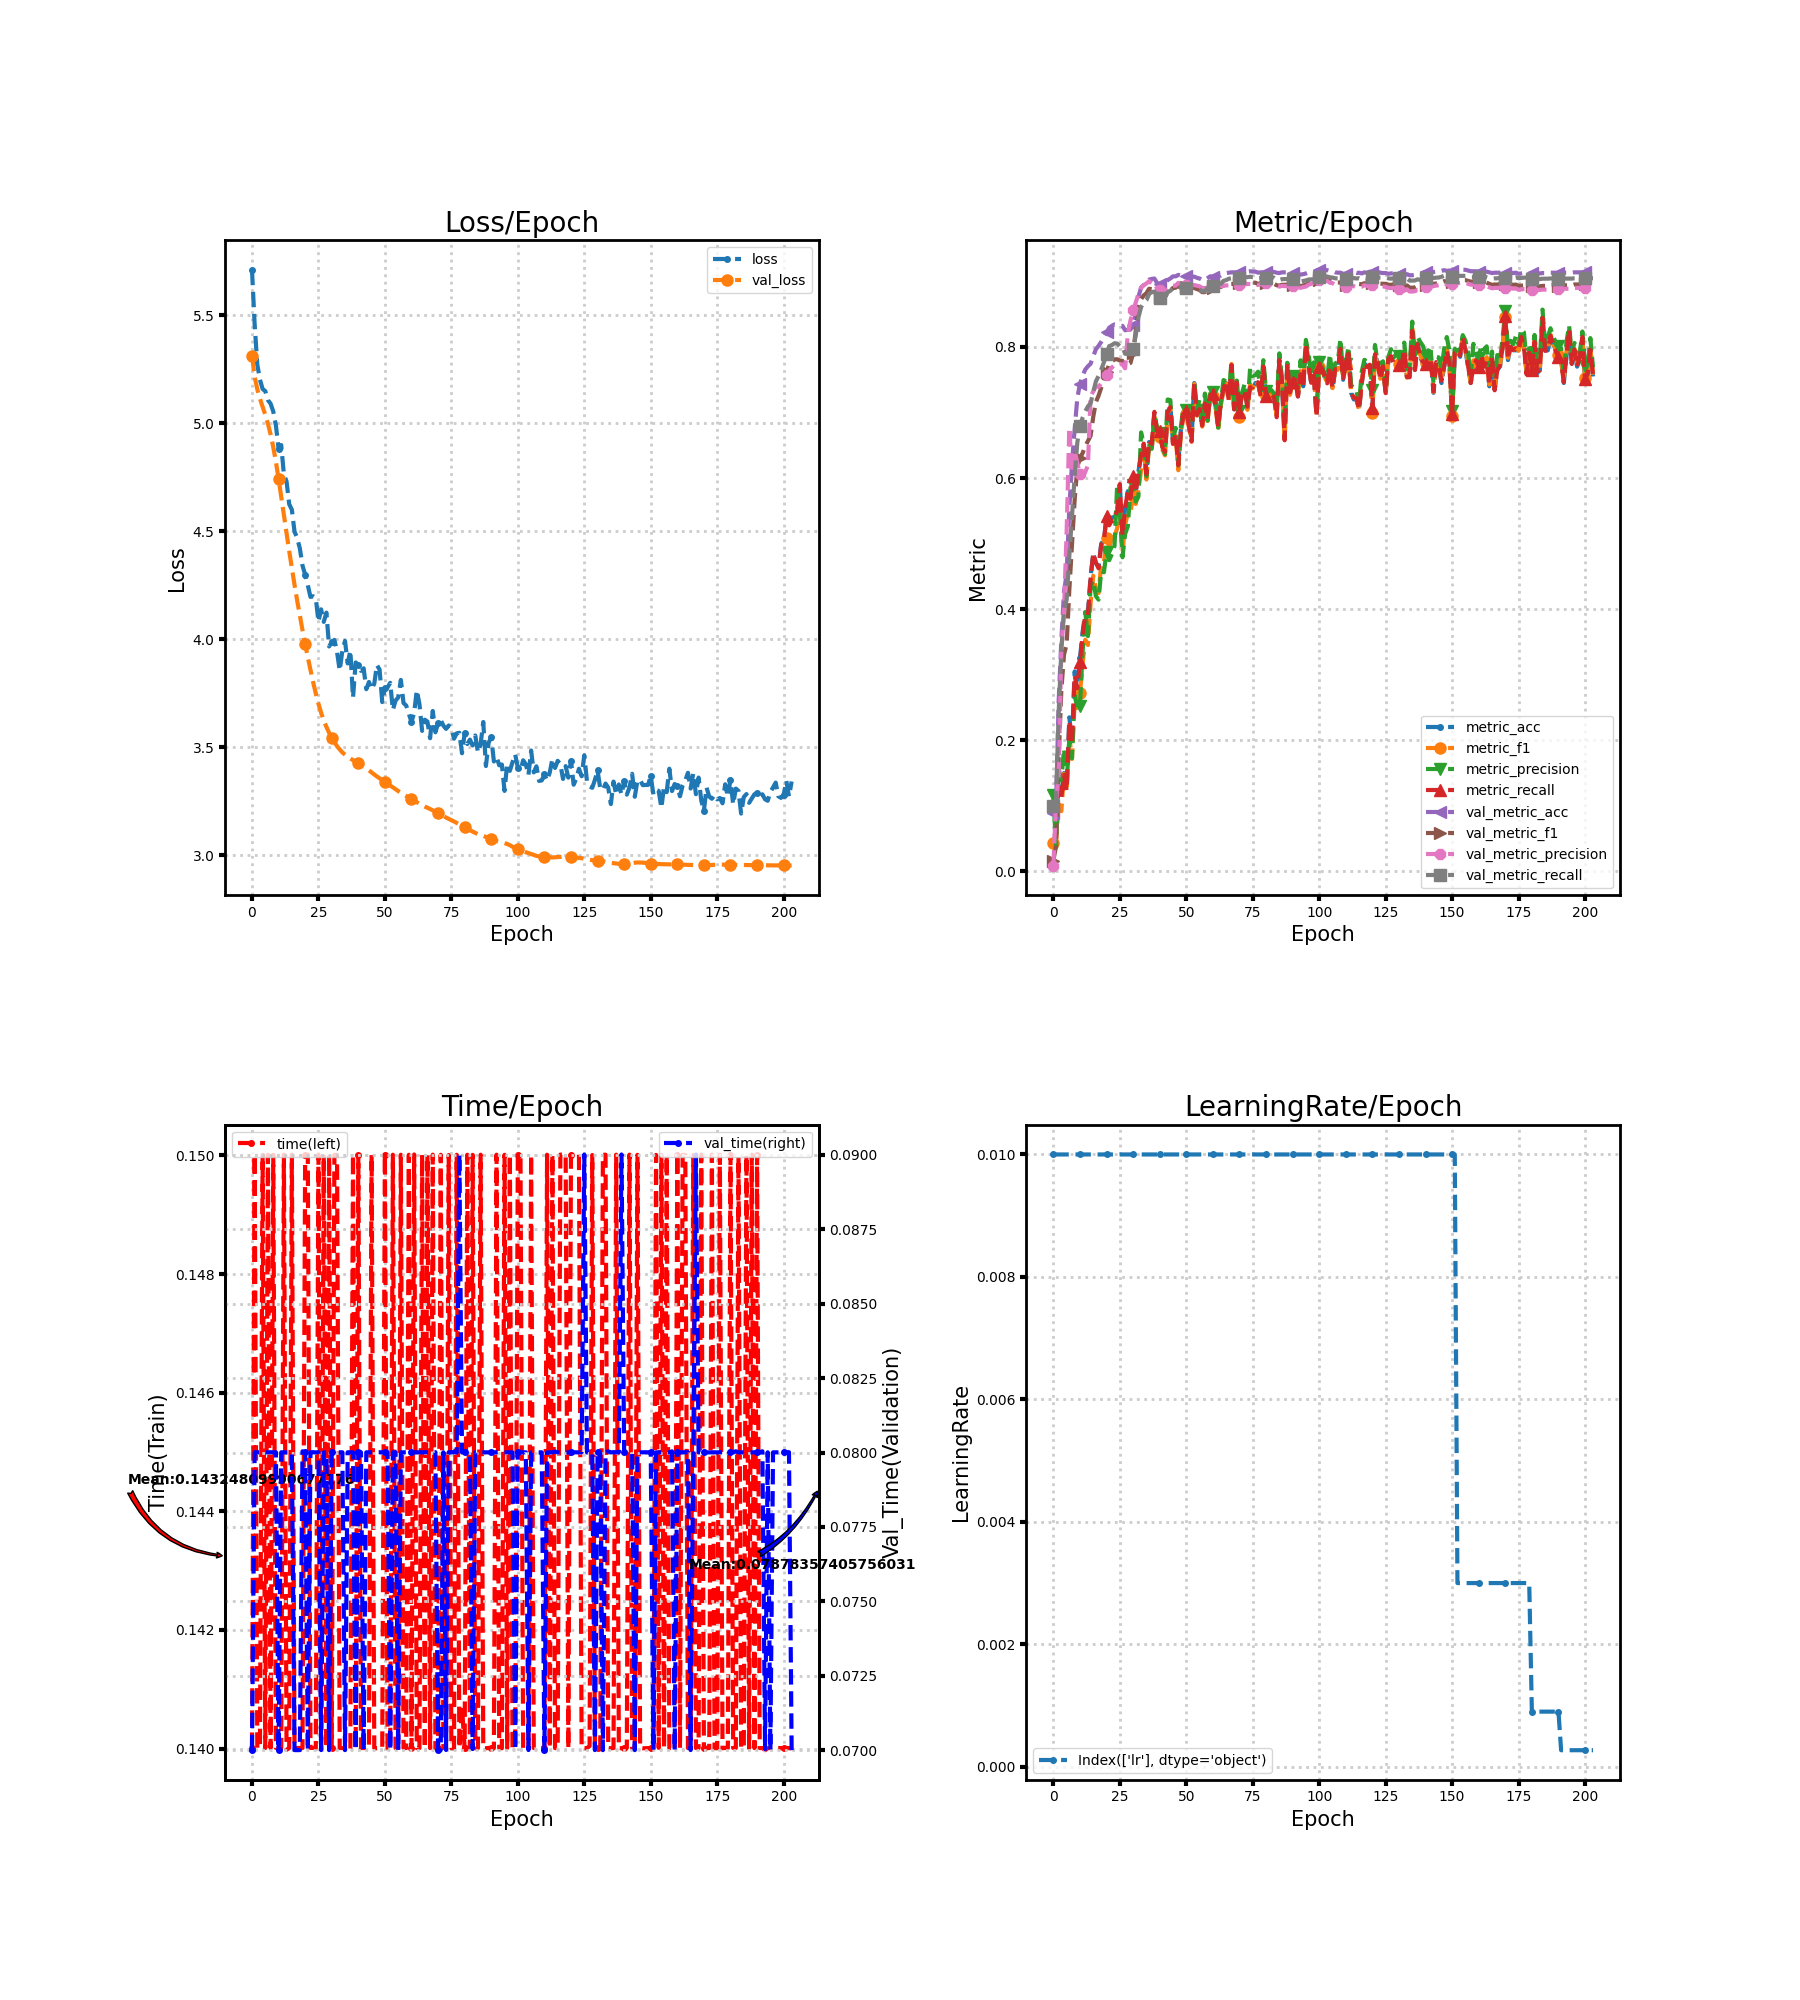 Loss/Epoch
loss
val_loss
5.5
5.0
4.5
4.0
3.5
3.0
Loss
0 25 50 75 100 125 150 175 200
Epoch
Metric/Epoch
0.8
0.6
0.4
0.2
0.0
Metric
metric_acc
metric_f1
metric_precision
metric_recall
val_metric_acc
val_metric_f1
val_metric_precision
val_metric_recall
0 25 50 75 100 125 150 175 200
Epoch
Time/Epoch
time(left)
val_time(right)
0.150
0.148
0.146
0.144
0.142
0.140
Time(Train)
0.0900
0.0875
0.0850
0.0825
0.0800
0.0775
0.0750
0.0725
0.0700
Val_Time(Validation)
0 25 50 75 100 125 150 175 200
Epoch
LearningRate/Epoch
0.010
0.008
0.006
0.004
0.002
0.000
LearningRate
Index(['lr'], dtype='object')
0 25 50 75 100 125 150 175 200
Epoch